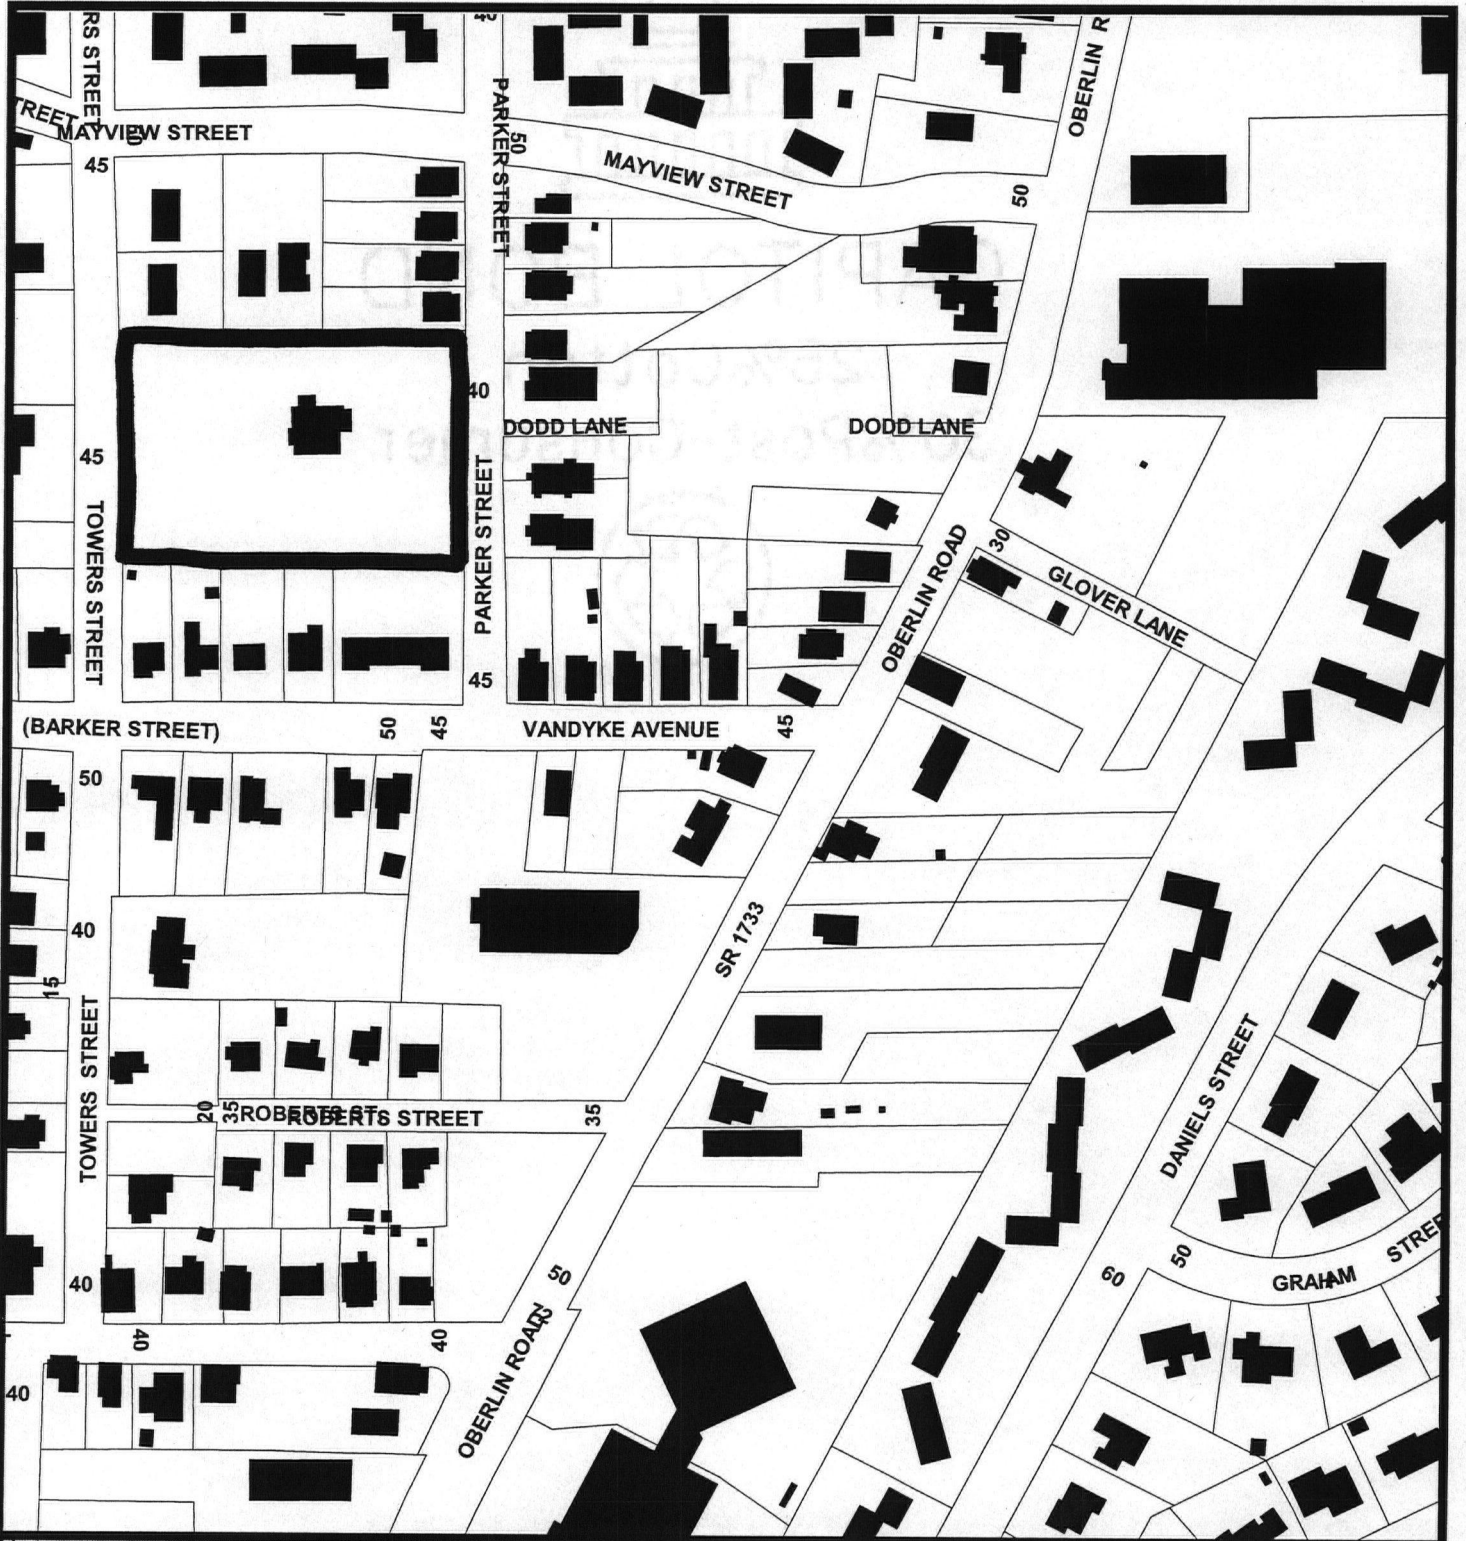 40
RS STREET
TREET
MAYVIEW STREET
45
PARKER STREET
50
MAYVIEW STREET
OBERLIN R
50
40
DODD LANE
DODD LANE
45
TOWERS STREET
PARKER STREET
45
OBERLIN ROAD
30
GLOVER LANE
(BARKER STREET)
50
45
VANDYKE AVENUE
45
50
40
15
SR 1733
TOWERS STREET
20
35
ROBERTS ST
ROBERTS STREET
35
DANIELS STREET
40
50
60
50
GRAHAM
STREE
40
40
40
OBERLIN ROAD